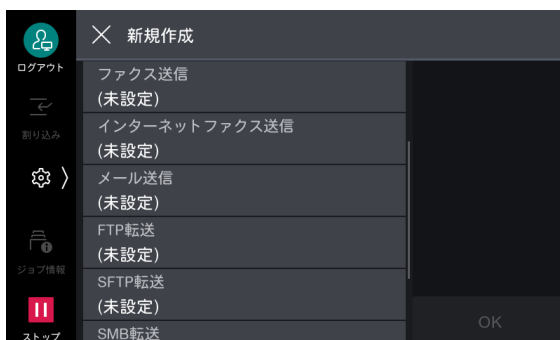 新規作成
ログアウト
割り込み
ジョブ情報
ストップ
ファクス送信
(未設定)
インターネットファクス送信
(未設定)
メール送信
(未設定)
FTP転送
(未設定)
SFTP転送
(未設定)
SMB転送
OK